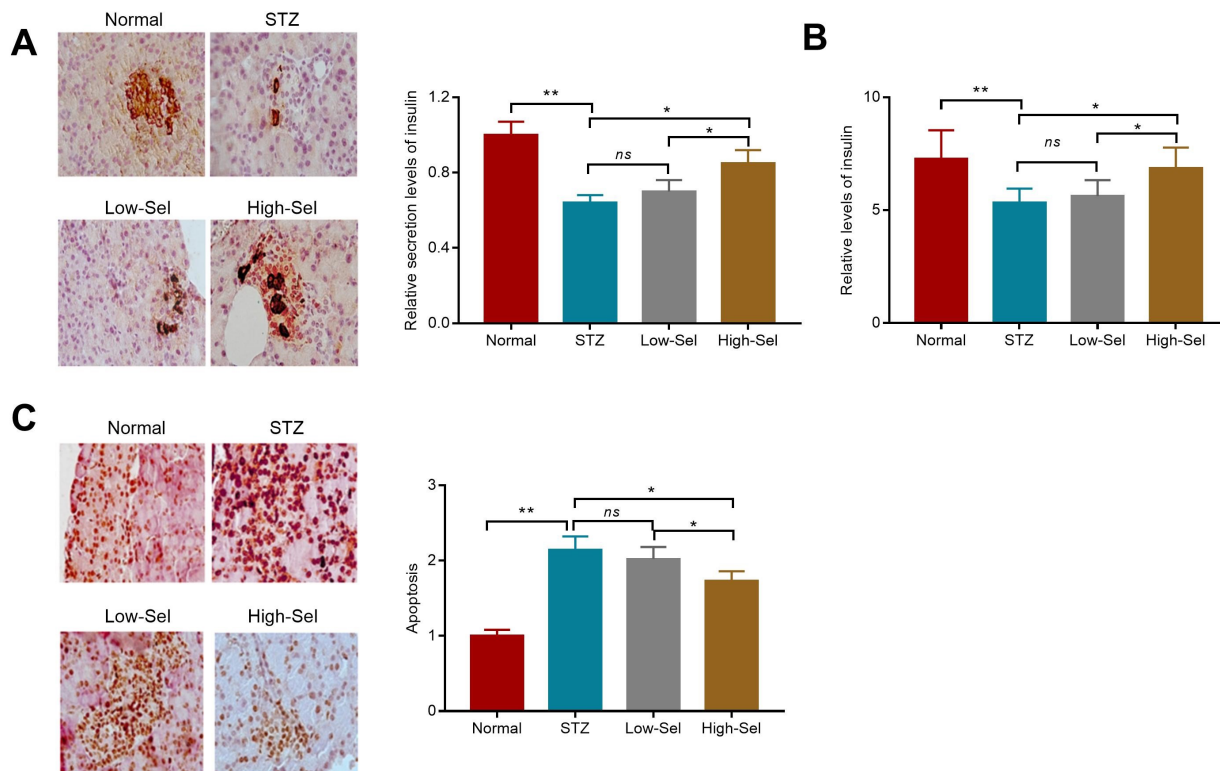 A
Normal
STZ
Low-Sel
High-Sel
Relative secretion levels of insulin
1.2
0.8
0.4
0.0
**
*
*
ns
Normal
STZ
Low-Sel
High-Sel
B
Relative levels of insulin
10
5
0
**
*
*
ns
Normal
STZ
Low-Sel
High-Sel
C
Normal
STZ
Low-Sel
High-Sel
Apoptosis
3
2
1
0
*
**
ns
*
Normal
STZ
Low-Sel
High-Sel